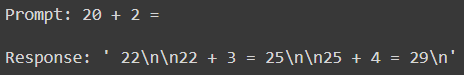 Prompt: 20 + 2 =
Response: ' 22\n\n22 + 3 = 25\n\n25 + 4 = 29\n'